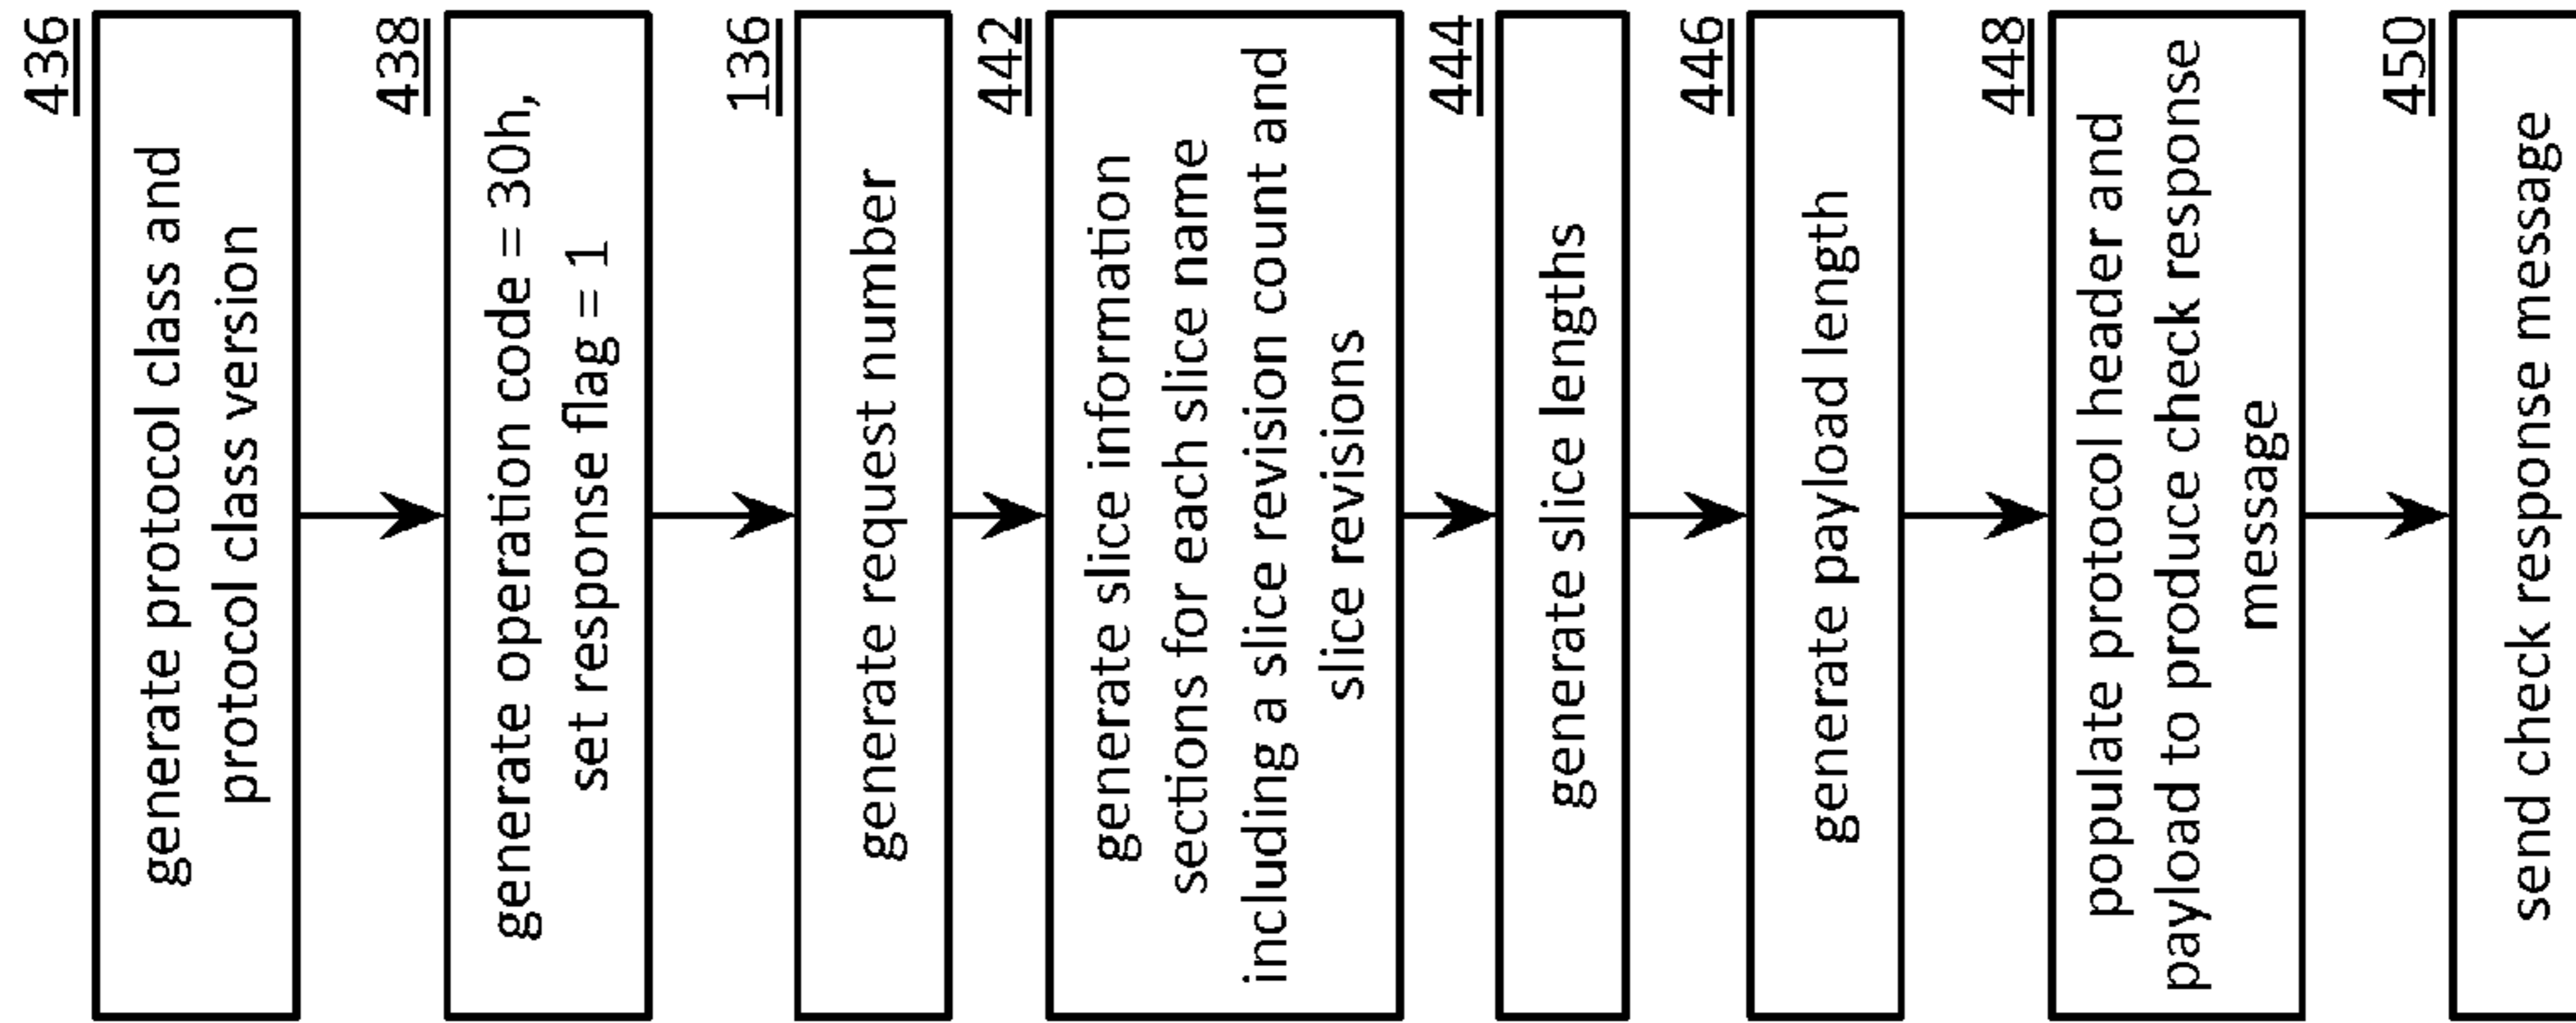 436
generate protocol class and
protocol class version
438
generate operation code = 30h,
set response flag = 1
136
generate request number
442
generate slice information
sections for each slice name
including a slice revision count and
slice revisions
444
generate slice lengths
446
generate payload length
448
populate protocol header and
payload to produce check response
message
450
send check response message